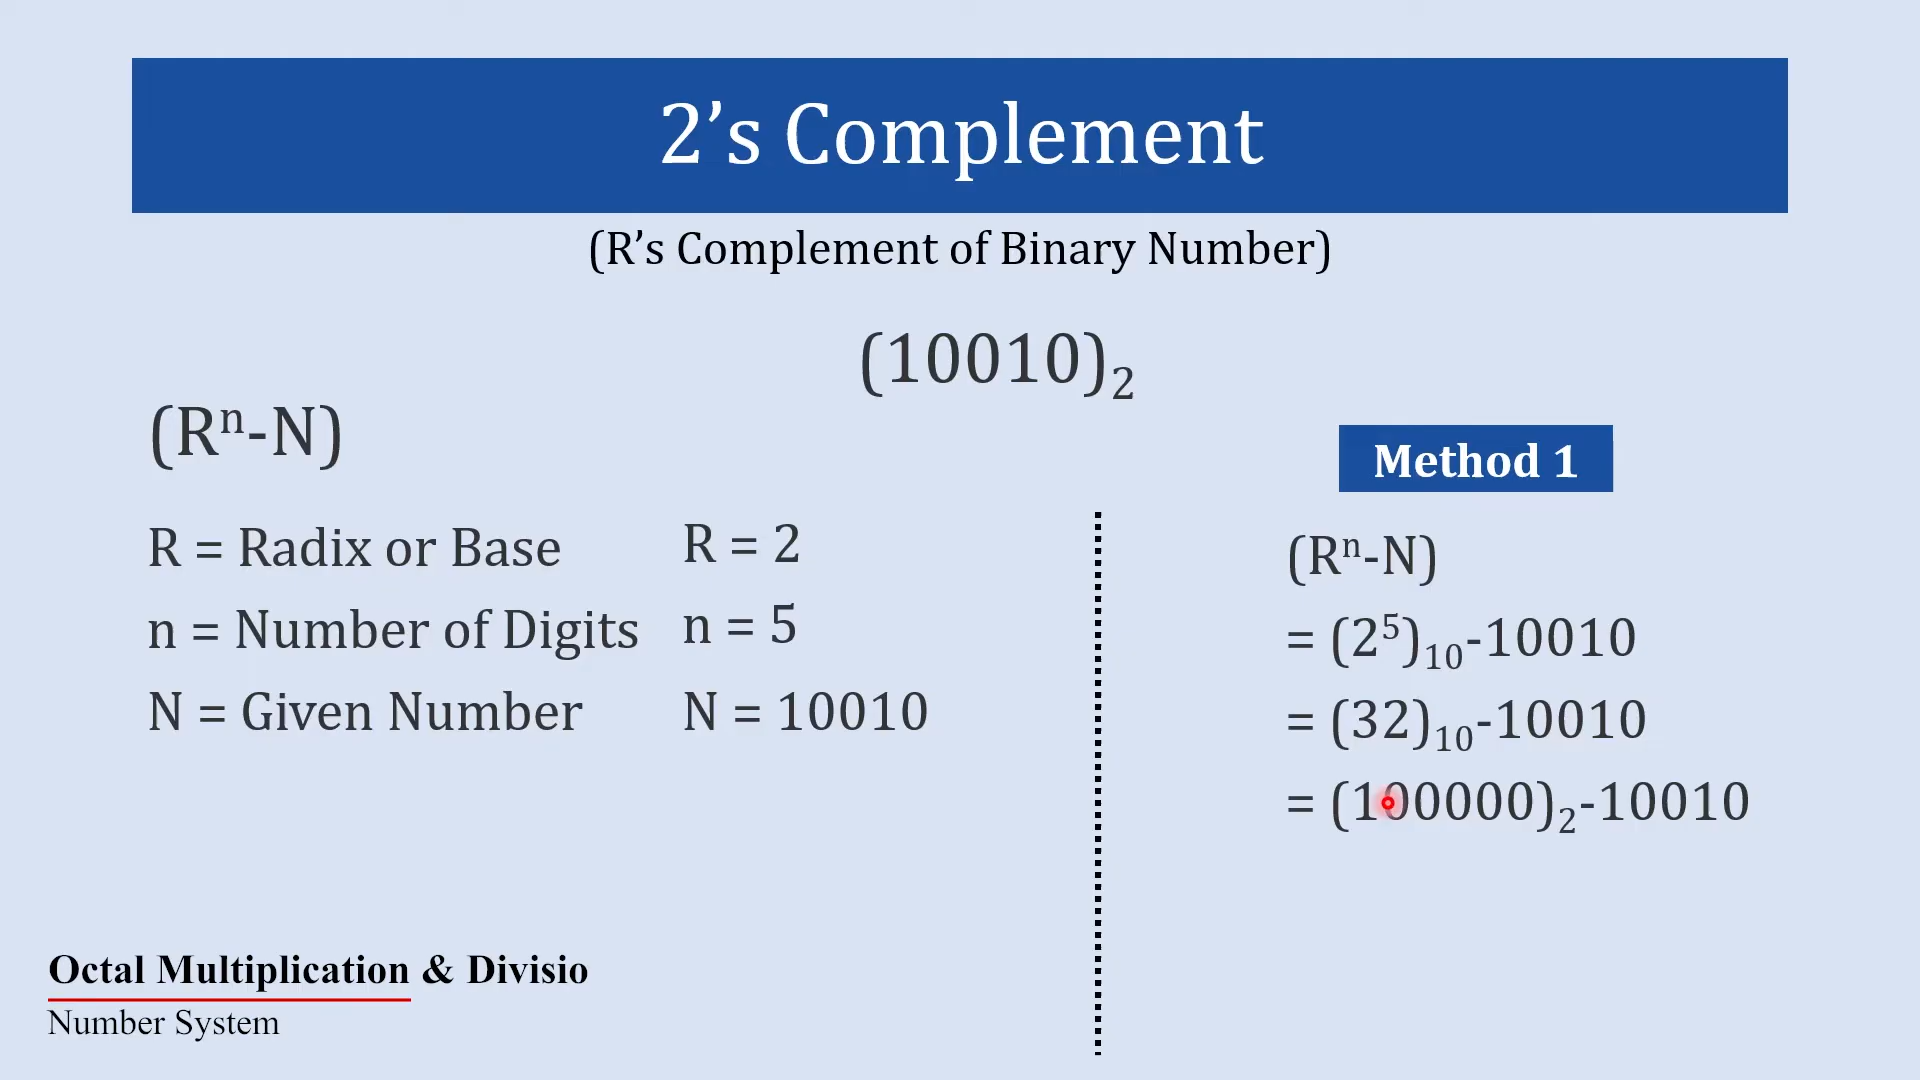 2’s Complement
(R’s Complement of Binary Number)
(10010)₂
(Rⁿ-N)
R = Radix or Base
n = Number of Digits
N = Given Number
R = 2
n = 5
N = 10010
Method 1
(Rⁿ-N)
= (2⁵)₁₀-10010
= (32)₁₀-10010
= (100000)₂-10010
Octal Multiplication & Divisio
Number System